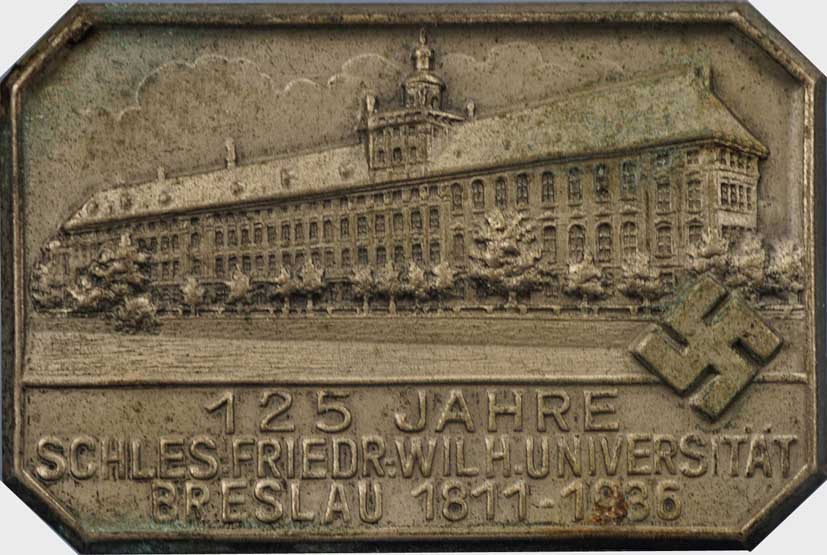 125 JAHRE
SCHLES.FRIEDR.WILH.UNIVERSITÄT
BRESLAU 1811-1936